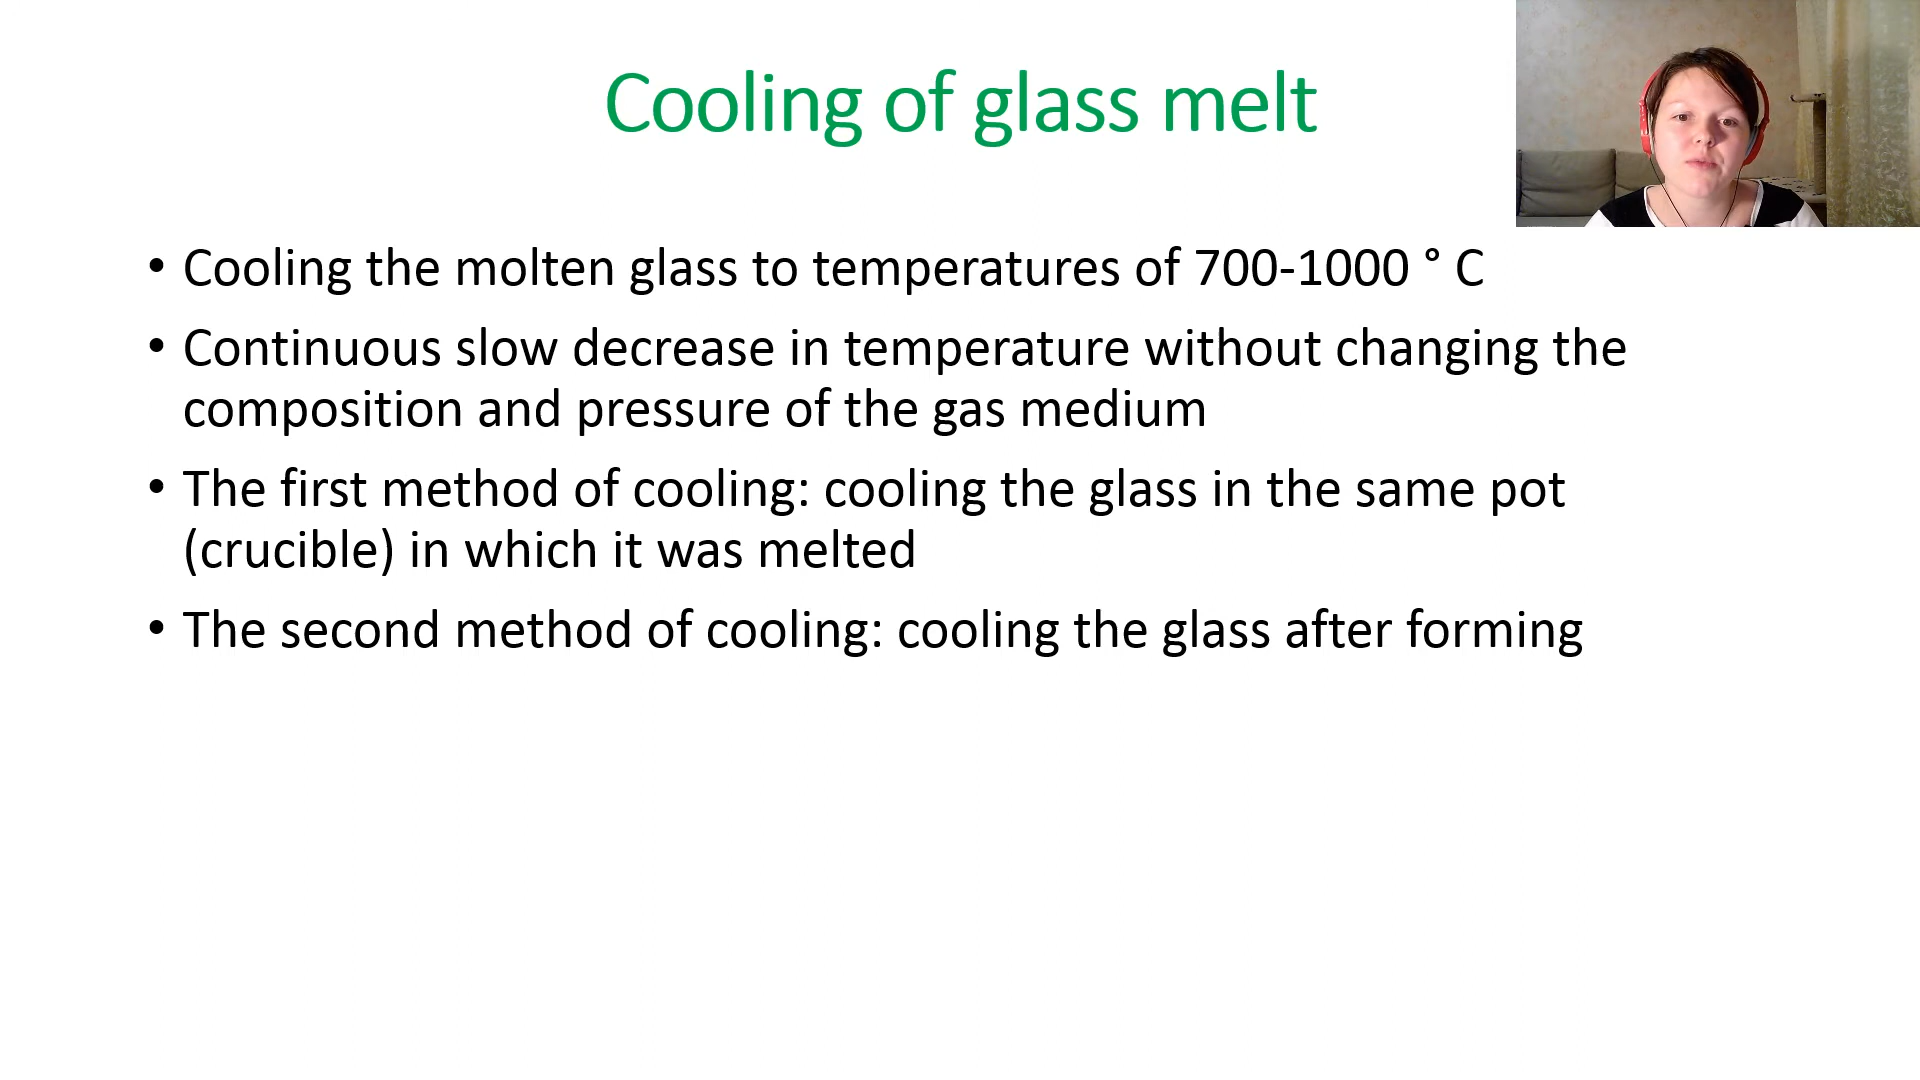 Cooling of glass melt
• Cooling the molten glass to temperatures of 700-1000 ° C
• Continuous slow decrease in temperature without changing the
composition and pressure of the gas medium
• The first method of cooling: cooling the glass in the same pot
(crucible) in which it was melted
• The second method of cooling: cooling the glass after forming